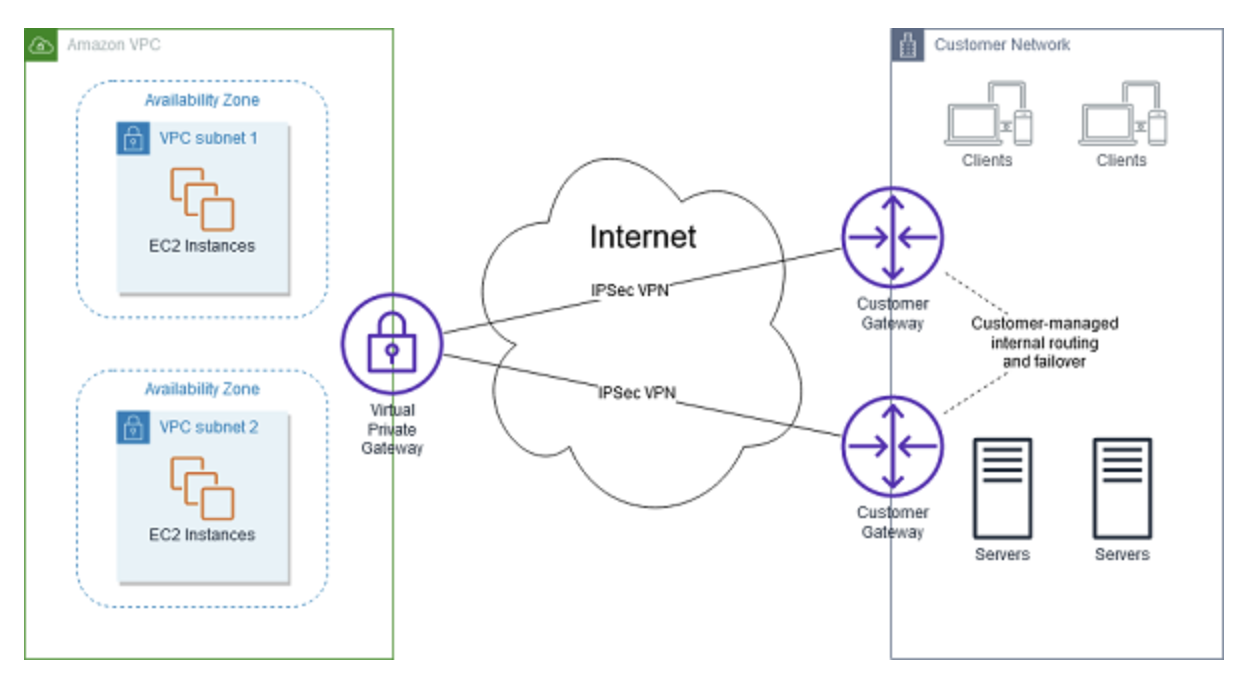 Amazon VPC
Availability Zone
VPC subnet 1
EC2 Instances
Availability Zone
VPC subnet 2
EC2 Instances
Virtual
Private
Gateway
Internet
IPSec VPN
IPSec VPN
Customer Network
Clients
Clients
Customer
Gateway
Customer-managed
internal routing
and failover
Customer
Gateway
Servers
Servers